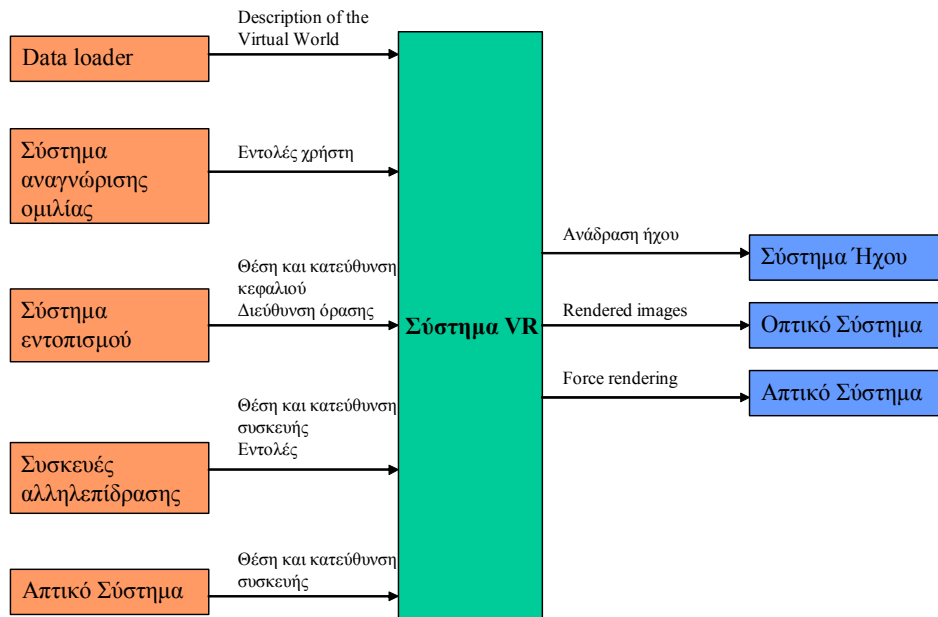 Description of the
Virtual World
Data loader
Σύστημα
αναγνώρισης
ομιλίας
Εντολές χρήστη
Θέση και κατεύθυνση
κεφαλιού
Διεύθυνση όρασης
Σύστημα
εντοπισμού
Θέση και κατεύθυνση
συσκευής
Εντολές
Συσκευές
αλληλεπίδρασης
Θέση και κατεύθυνση
συσκευής
Απτικό Σύστημα
Σύστημα VR
Ανάδραση ήχου
Σύστημα Ήχου
Rendered images
Οπτικό Σύστημα
Force rendering
Απτικό Σύστημα